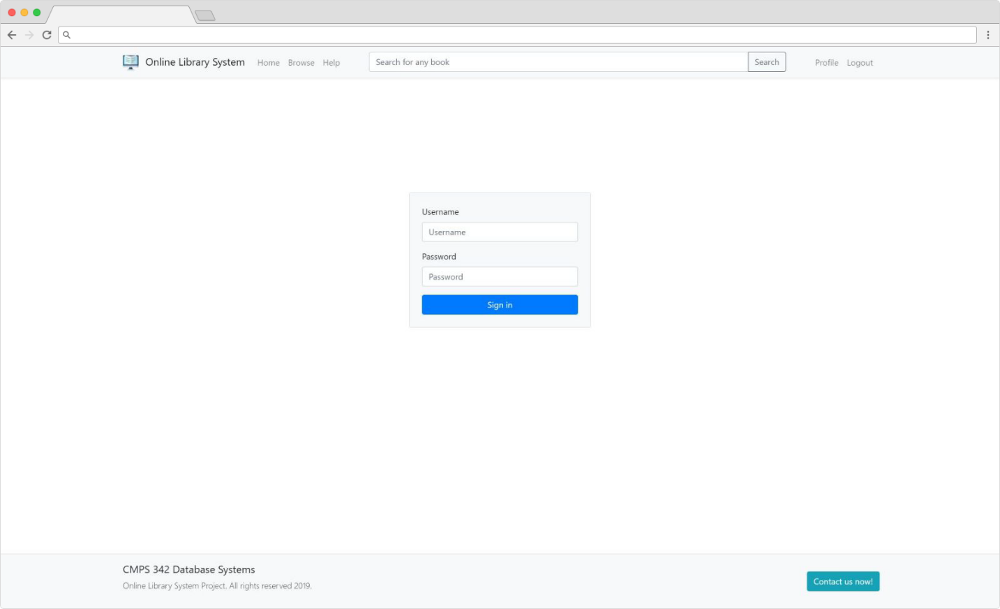 Online Library System Home Browse Help Search for any book Search Profile Logout
Username
Username
Password
Password
Sign in
CMPS 342 Database Systems
Online Library System Project. All rights reserved 2019.
Contact us now!